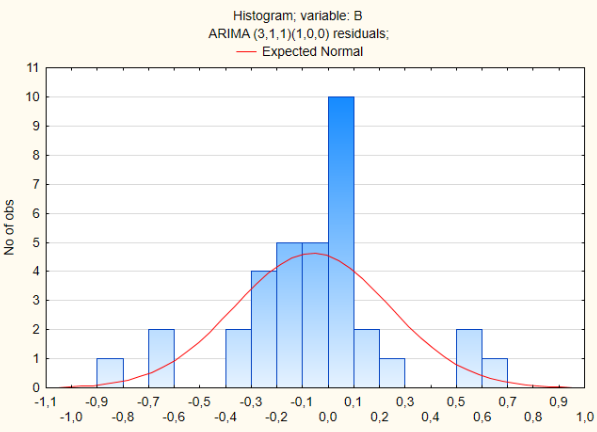 Histogram; variable: B
ARIMA (3,1,1)(1,0,0) residuals;
Expected Normal
11
10
9
8
7
6
5
4
3
2
1
0
No of obs
-1,1 -0,9 -0,7 -0,5 -0,3 -0,1 0,1 0,3 0,5 0,7 0,9
-1,0 -0,8 -0,6 -0,4 -0,2 0,0 0,2 0,4 0,6 0,8 1,0